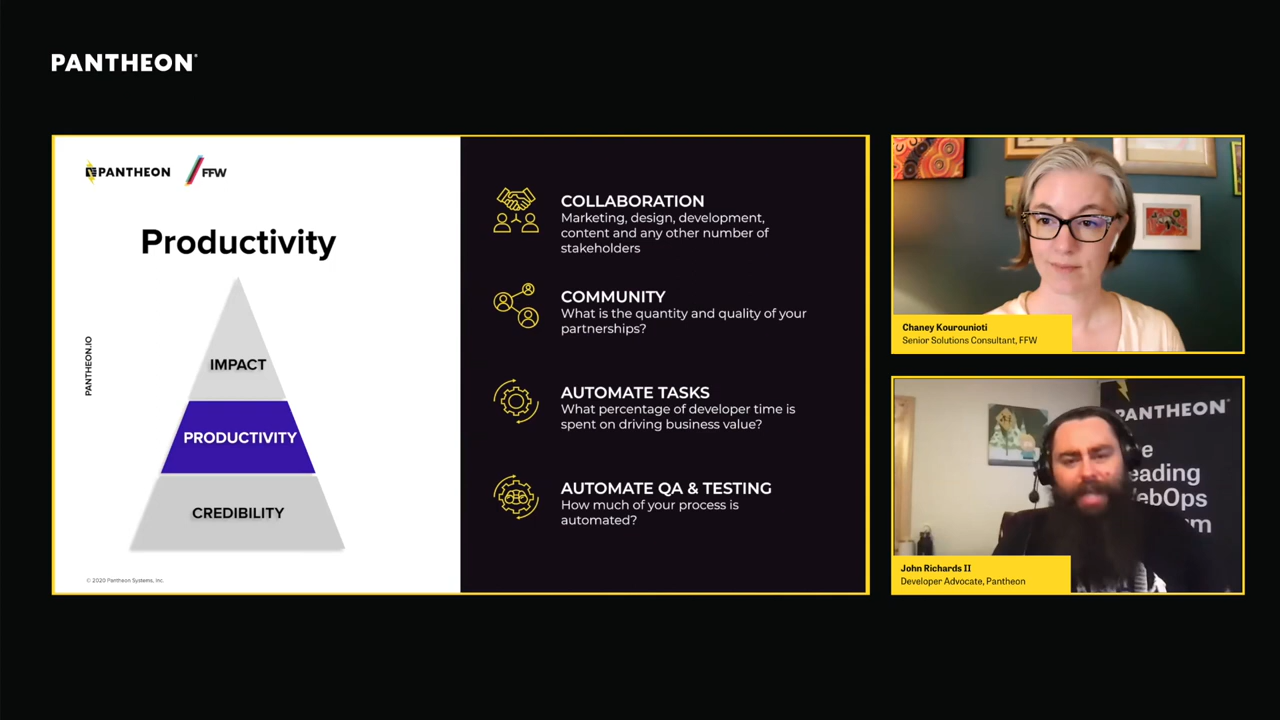 PANTHEON
PANTHEON
FFW
Productivity
PANTHEON.IO
IMPACT
PRODUCTIVITY
CREDIBILITY
© 2020 Pantheon Systems, Inc.
COLLABORATION
Marketing, design, development,
content and any other number of
stakeholders
COMMUNITY
What is the quantity and quality of your
partnerships?
AUTOMATE TASKS
What percentage of developer time is
spent on driving business value?
AUTOMATE QA & TESTING
How much of your process is
automated?
Chaney Kourounioti
Senior Solutions Consultant, FFW
PANTHEON
eading
ebOps
John Richards II
Developer Advocate, Pantheon